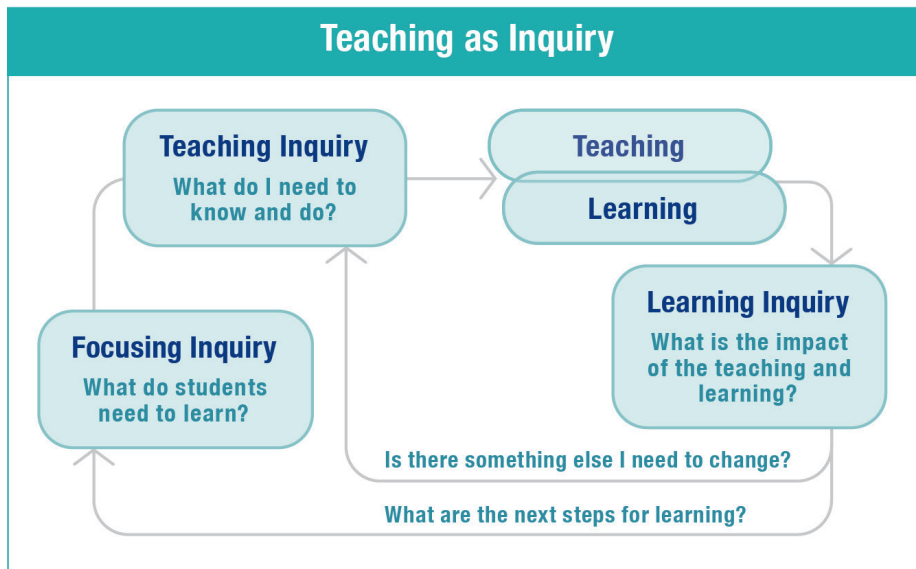 Teaching as Inquiry
Teaching Inquiry
What do I need to
know and do?
Teaching
Learning
Learning Inquiry
What is the impact
of the teaching and
learning?
Focusing Inquiry
What do students
need to learn?
Is there something else I need to change?
What are the next steps for learning?